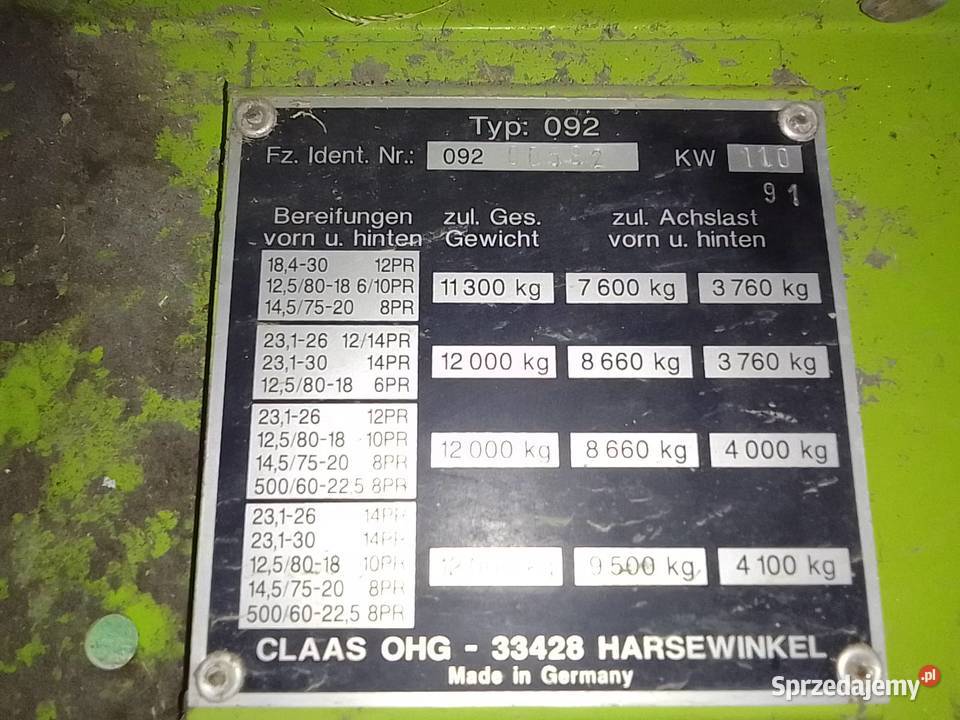 Typ: 092
Fz. Ident. Nr.: 092 KW 110
91
Bereifungen vorn u. hinten
zul. Ges. Gewicht
zul. Achslast vorn u. hinten
18,4-30 12PR
12,5/80-18 6/10PR
14,5/75-20 8PR
11 300 kg 7 600 kg 3 760 kg
23,1-26 12/14PR
23,1-30 14PR
12,5/80-18 6PR
12 000 kg 8 660 kg 3 760 kg
23,1-26 12PR
12,5/80-18 10PR
14,5/75-20 8PR
500/60-22,5 8PR
12 000 kg 8 660 kg 4 000 kg
23,1-26 14PR
23,1-30 14PR
12,5/80-18 10PR
14,5/75-20 8PR
500/60-22,5 8PR
9 500 kg 4 100 kg
CLAAS OHG - 33428 HARSEWINKEL
Made in Germany
Sprzedajemy.pl